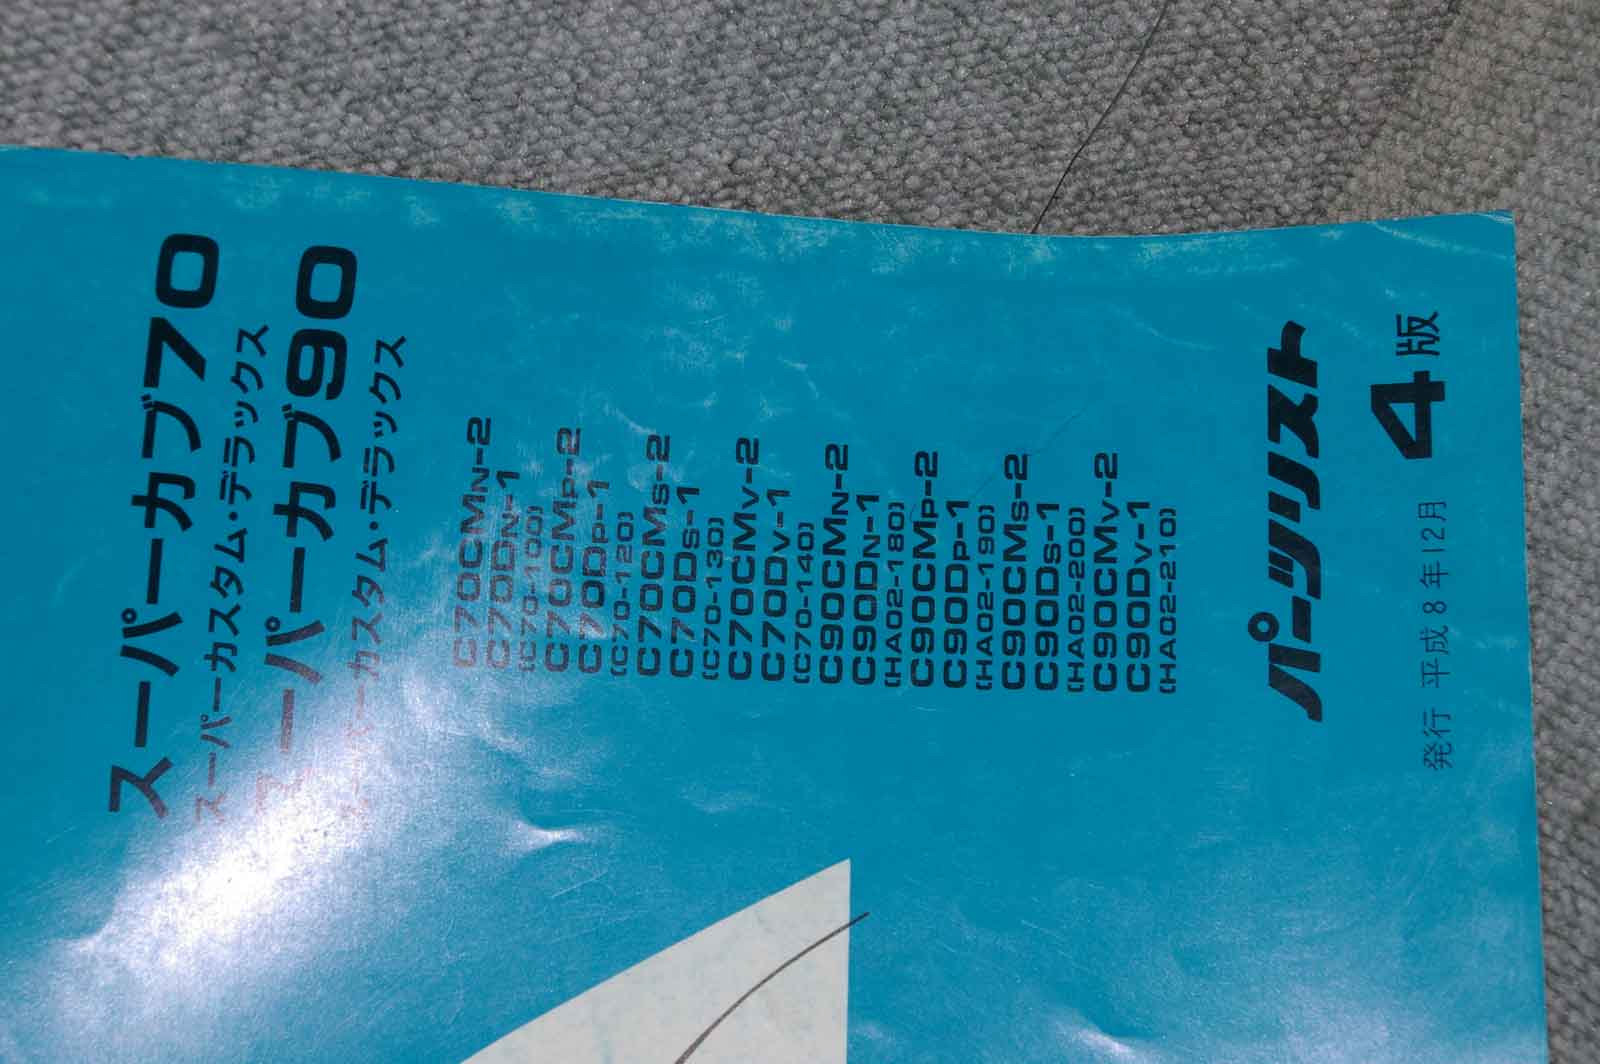 スーパーカブ70
スーパーカスタム・デラックス
スーパーカブ90
スーパーカスタム・デラックス
C70CMN-2
C70DN-1
(C70-100)
C70CMP-2
C70DP-1
(C70-120)
C70CMS-2
C70DS-1
(C70-130)
C70CMV-2
C70DV-1
(C70-140)
C90CMN-2
C90DN-1
(HA02-180)
C90CMP-2
C90DP-1
(HA02-190)
C90CMS-2
C90DS-1
(HA02-200)
C90CMV-2
C90DV-1
(HA02-210)
パーツリスト
発行 平成8年12月 4版